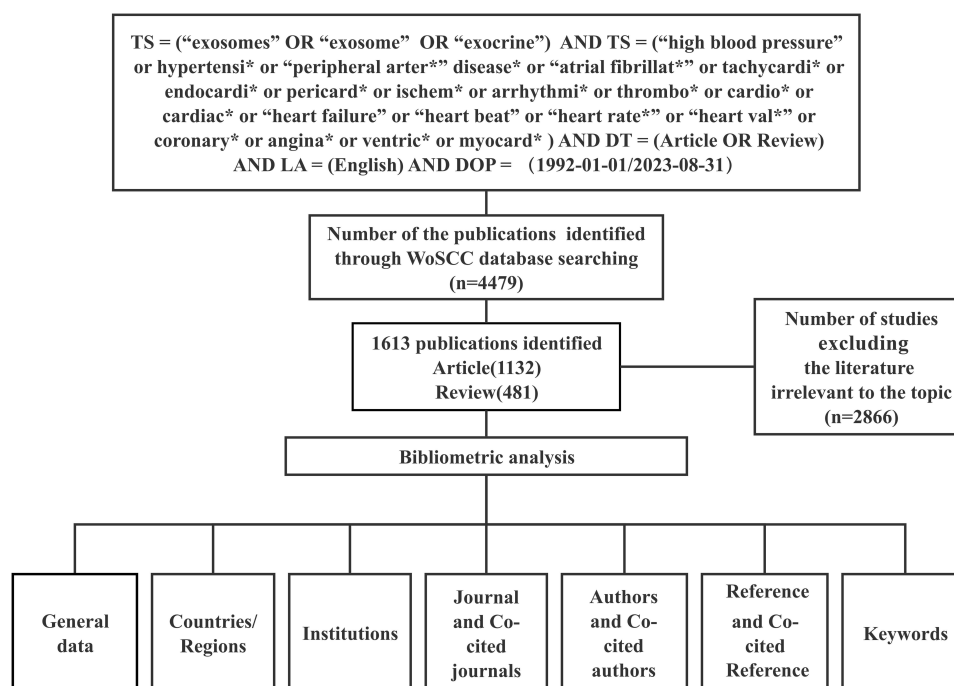 TS = (“exosomes” OR “exosome” OR “exocrine”) AND TS = (“high blood pressure”
or hypertensi* or “peripheral arter*” disease* or “atrial fibrillat*” or tachycardi* or
endocardi* or pericard* or ischem* or arrhythmi* or thrombo* or cardio* or
cardiac* or “heart failure” or “heart beat” or “heart rate*” or “heart val*” or
coronary* or angina* or ventric* or myocard* ) AND DT = (Article OR Review)
AND LA = (English) AND DOP = （1992-01-01/2023-08-31）
Number of the publications identified
through WoSCC database searching
(n=4479)
1613 publications identified
Article(1132)
Review(481)
Number of studies
excluding
the literature
irrelevant to the topic
(n=2866)
Bibliometric analysis
General
data
Countries/
Regions
Institutions
Journal
and Co-
cited
journals
Authors
and Co-
cited
authors
Reference
and Co-
cited
Reference
Keywords